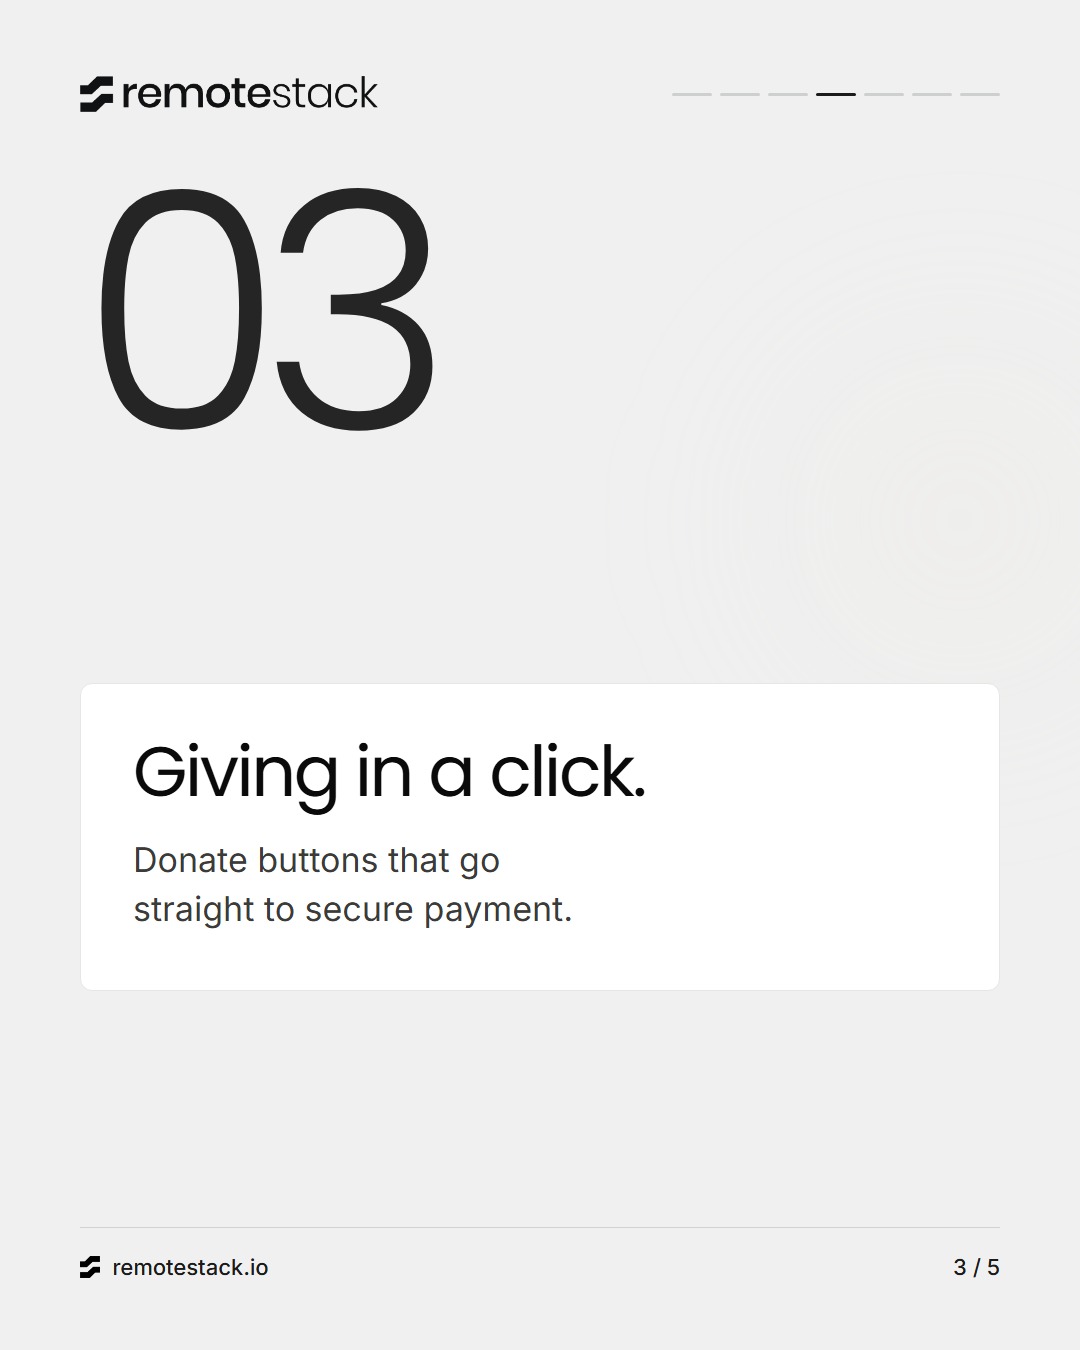 remotestack
03
Giving in a click.
Donate buttons that go
straight to secure payment.
remotestack.io
3 / 5